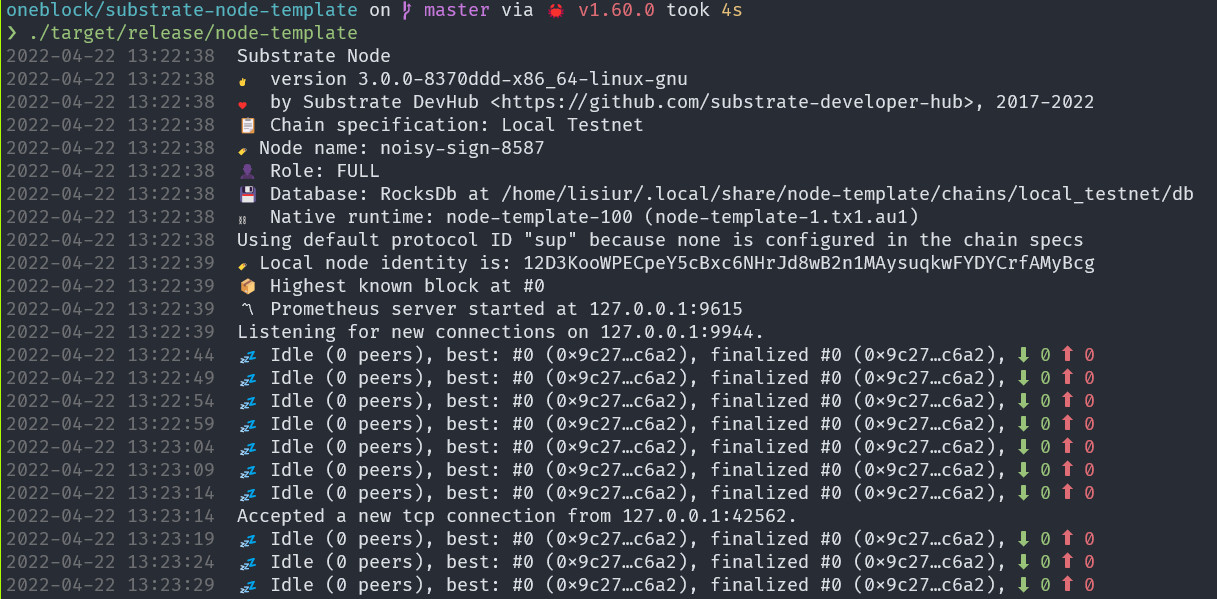 oneblock/substrate-node-template on master via 🦀 v1.60.0 took 4s
❯ ./target/release/node-template
2022-04-22 13:22:38 Substrate Node
2022-04-22 13:22:38 ✌️ version 3.0.0-8370ddd-x86_64-linux-gnu
2022-04-22 13:22:38 ❤️ by Substrate DevHub <https://github.com/substrate-developer-hub>, 2017-2022
2022-04-22 13:22:38 📋 Chain specification: Local Testnet
2022-04-22 13:22:38 🏷 Node name: noisy-sign-8587
2022-04-22 13:22:38 👤 Role: FULL
2022-04-22 13:22:38 💾 Database: RocksDb at /home/lisiur/.local/share/node-template/chains/local_testnet/db
2022-04-22 13:22:38 ⛓ Native runtime: node-template-100 (node-template-1.tx1.au1)
2022-04-22 13:22:38 Using default protocol ID "sup" because none is configured in the chain specs
2022-04-22 13:22:39 🏷 Local node identity is: 12D3KooWPECpeY5cBxc6NHrJd8wB2n1MAysuqkwFYDYCrfAMyBcg
2022-04-22 13:22:39 📦 Highest known block at #0
2022-04-22 13:22:39 〽️ Prometheus server started at 127.0.0.1:9615
2022-04-22 13:22:39 Listening for new connections on 127.0.0.1:9944.
2022-04-22 13:22:44 💤 Idle (0 peers), best: #0 (0×9c27…c6a2), finalized #0 (0×9c27…c6a2), ⬇ 0 ⬆ 0
2022-04-22 13:22:49 💤 Idle (0 peers), best: #0 (0×9c27…c6a2), finalized #0 (0×9c27…c6a2), ⬇ 0 ⬆ 0
2022-04-22 13:22:54 💤 Idle (0 peers), best: #0 (0×9c27…c6a2), finalized #0 (0×9c27…c6a2), ⬇ 0 ⬆ 0
2022-04-22 13:22:59 💤 Idle (0 peers), best: #0 (0×9c27…c6a2), finalized #0 (0×9c27…c6a2), ⬇ 0 ⬆ 0
2022-04-22 13:23:04 💤 Idle (0 peers), best: #0 (0×9c27…c6a2), finalized #0 (0×9c27…c6a2), ⬇ 0 ⬆ 0
2022-04-22 13:23:09 💤 Idle (0 peers), best: #0 (0×9c27…c6a2), finalized #0 (0×9c27…c6a2), ⬇ 0 ⬆ 0
2022-04-22 13:23:14 💤 Idle (0 peers), best: #0 (0×9c27…c6a2), finalized #0 (0×9c27…c6a2), ⬇ 0 ⬆ 0
2022-04-22 13:23:14 Accepted a new tcp connection from 127.0.0.1:42562.
2022-04-22 13:23:19 💤 Idle (0 peers), best: #0 (0×9c27…c6a2), finalized #0 (0×9c27…c6a2), ⬇ 0 ⬆ 0
2022-04-22 13:23:24 💤 Idle (0 peers), best: #0 (0×9c27…c6a2), finalized #0 (0×9c27…c6a2), ⬇ 0 ⬆ 0
2022-04-22 13:23:29 💤 Idle (0 peers), best: #0 (0×9c27…c6a2), finalized #0 (0×9c27…c6a2), ⬇ 0 ⬆ 0